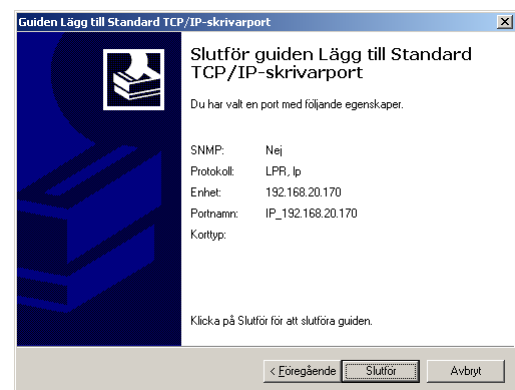 Guiden Lägg till Standard TCP/IP-skrivarport
Slutför guiden Lägg till Standard
TCP/IP-skrivarport
Du har valt en port med följande egenskaper.
SNMP: Nej
Protokoll: LPR, lp
Enhet: 192.168.20.170
Portnamn: IP_192.168.20.170
Korttyp:
Klicka på Slutför för att slutföra guiden.
< Föregående Slutför Avbryt